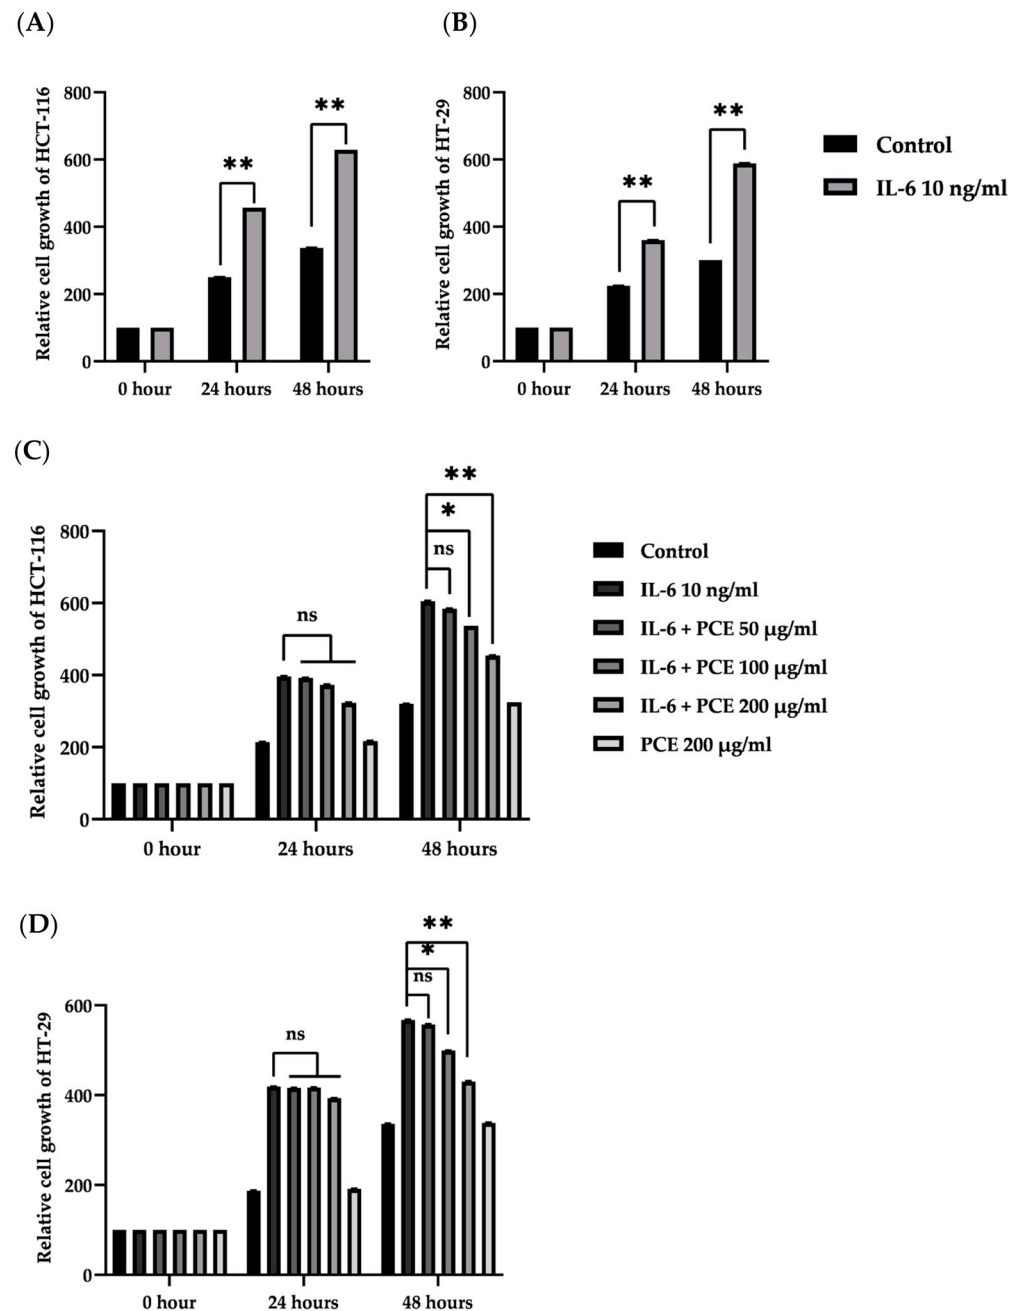 (A)
Relative cell growth of HCT-116
800
600
400
200
0
**
**
0 hour 24 hours 48 hours
(B)
Relative cell growth of HT-29
800
600
400
200
0
**
**
0 hour 24 hours 48 hours
Control
IL-6 10 ng/ml
(C)
Relative cell growth of HCT-116
800
600
400
200
0
ns
**
*
ns
0 hour 24 hours 48 hours
Control
IL-6 10 ng/ml
IL-6 + PCE 50 µg/ml
IL-6 + PCE 100 µg/ml
IL-6 + PCE 200 µg/ml
PCE 200 µg/ml
(D)
Relative cell growth of HT-29
600
400
200
0
ns
**
*
ns
0 hour 24 hours 48 hours